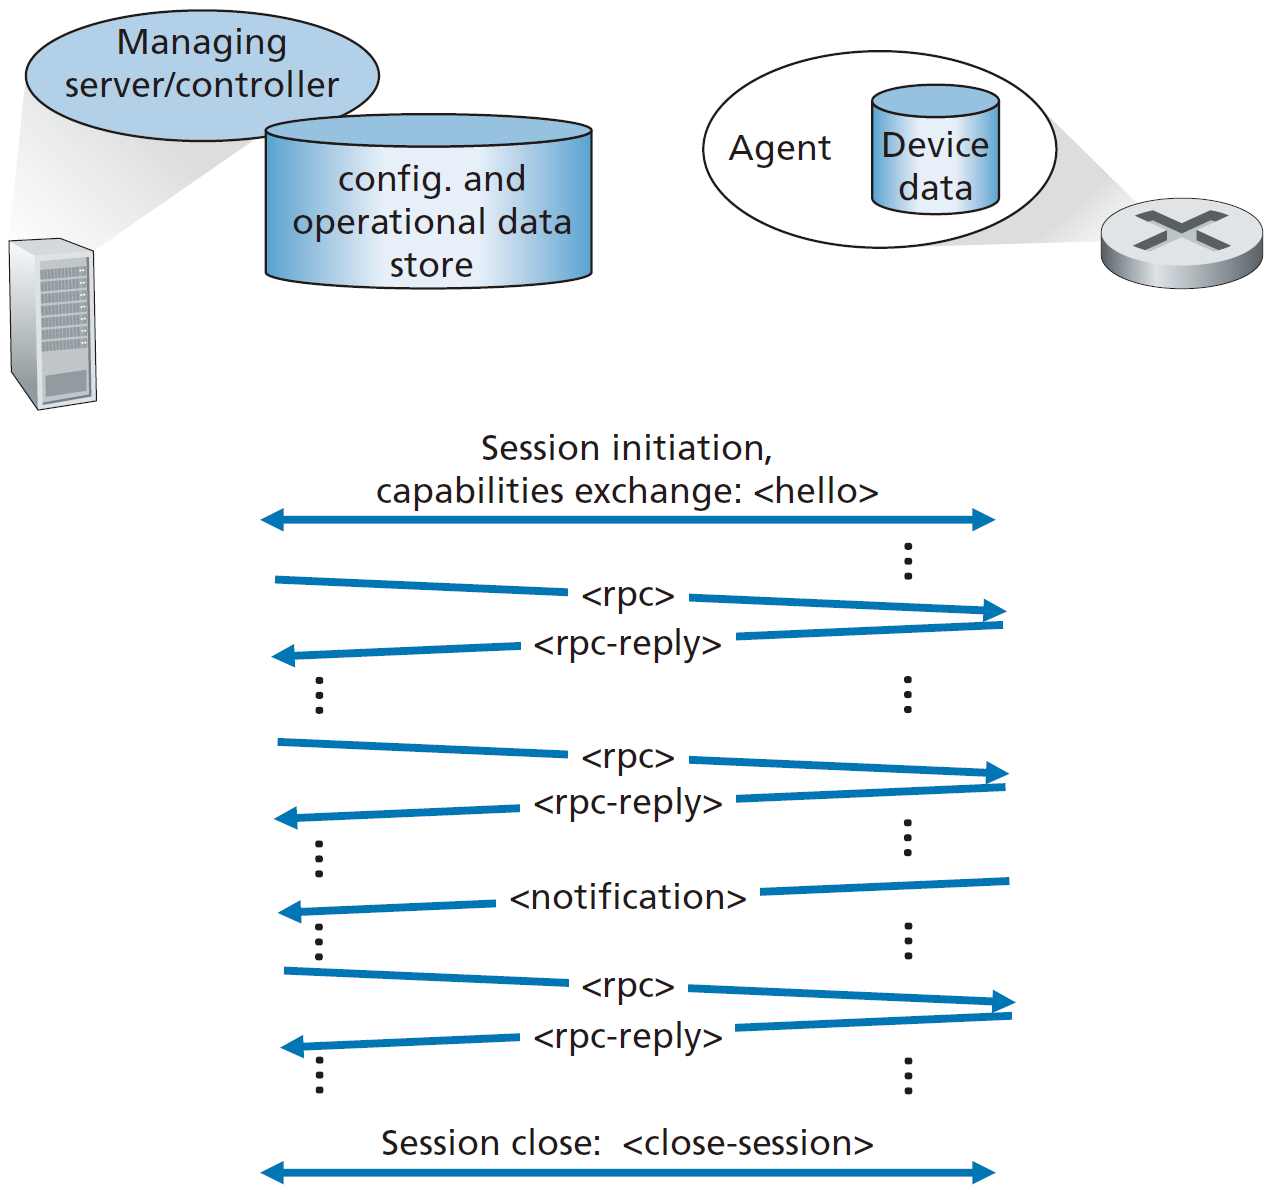 Managing
server/controller
config. and
operational data
store
Agent
Device
data
Session initiation,
capabilities exchange: <hello>
<rpc>
<rpc-reply>
<rpc>
<rpc-reply>
<notification>
<rpc>
<rpc-reply>
Session close: <close-session>